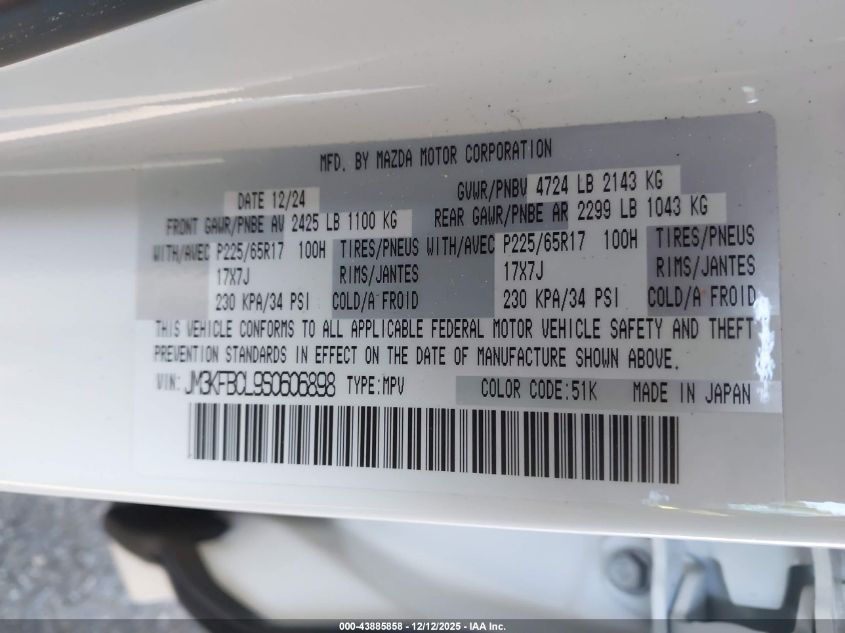 MFD. BY MAZDA MOTOR CORPORATION
DATE 12/24 GVWR/PNBV 4724 LB 2143 KG
FRONT GAWR/PNBE AV 2425 LB 1100 KG REAR GAWR/PNBE AR 2299 LB 1043 KG
WITH/AVEC P225/65R17 100H TIRES/PNEUS WITH/AVEC P225/65R17 100H TIRES/PNEUS
17X7J RIMS/JANTES 17X7J RIMS/JANTES
230 KPA/34 PSI COLD/A FROID 230 KPA/34 PSI COLD/A FROID
THIS VEHICLE CONFORMS TO ALL APPLICABLE FEDERAL MOTOR VEHICLE SAFETY AND THEFT
PREVENTION STANDARDS IN EFFECT ON THE DATE OF MANUFACTURE SHOWN ABOVE.
VIN: JM3KFBCL9S0606898 TYPE:MPV COLOR CODE:51K MADE IN JAPAN
000-43885858 - 12/12/2025 - IAA Inc.